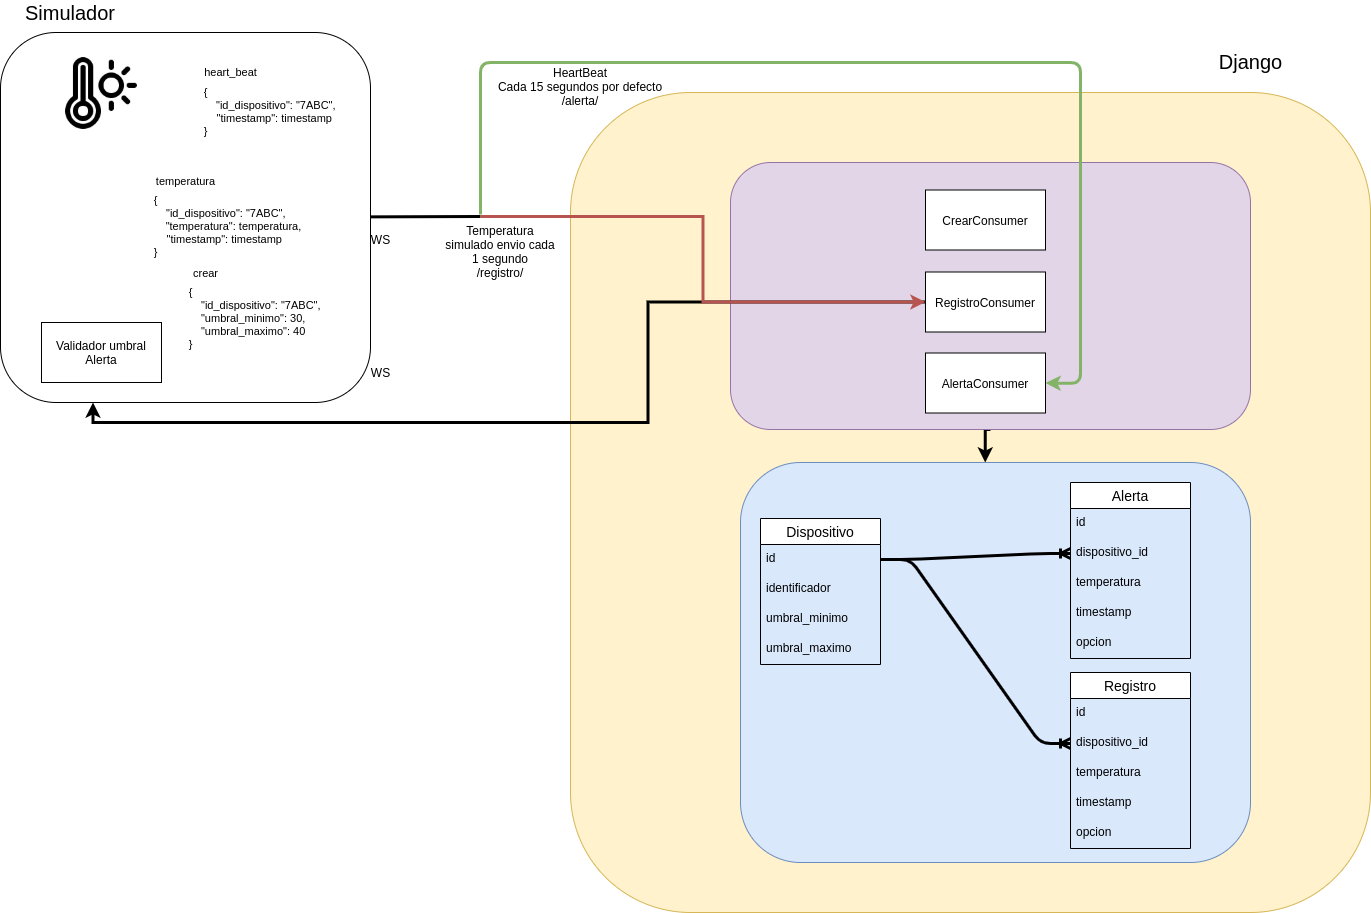 Simulador
heart_beat
{
"id_dispositivo": "7ABC",
"timestamp": timestamp
}
temperatura
{
"id_dispositivo": "7ABC",
"temperatura": temperatura,
"timestamp": timestamp
}
crear
{
"id_dispositivo": "7ABC",
"umbral_minimo": 30,
"umbral_maximo": 40
}
Validador umbral
Alerta
WS
WS
HeartBeat
Cada 15 segundos por defecto
/alerta/
Temperatura
simulado envio cada
1 segundo
/registro/
Django
CrearConsumer
RegistroConsumer
AlertaConsumer
Dispositivo
id
identificador
umbral_minimo
umbral_maximo
Alerta
id
dispositivo_id
temperatura
timestamp
opcion
Registro
id
dispositivo_id
temperatura
timestamp
opcion